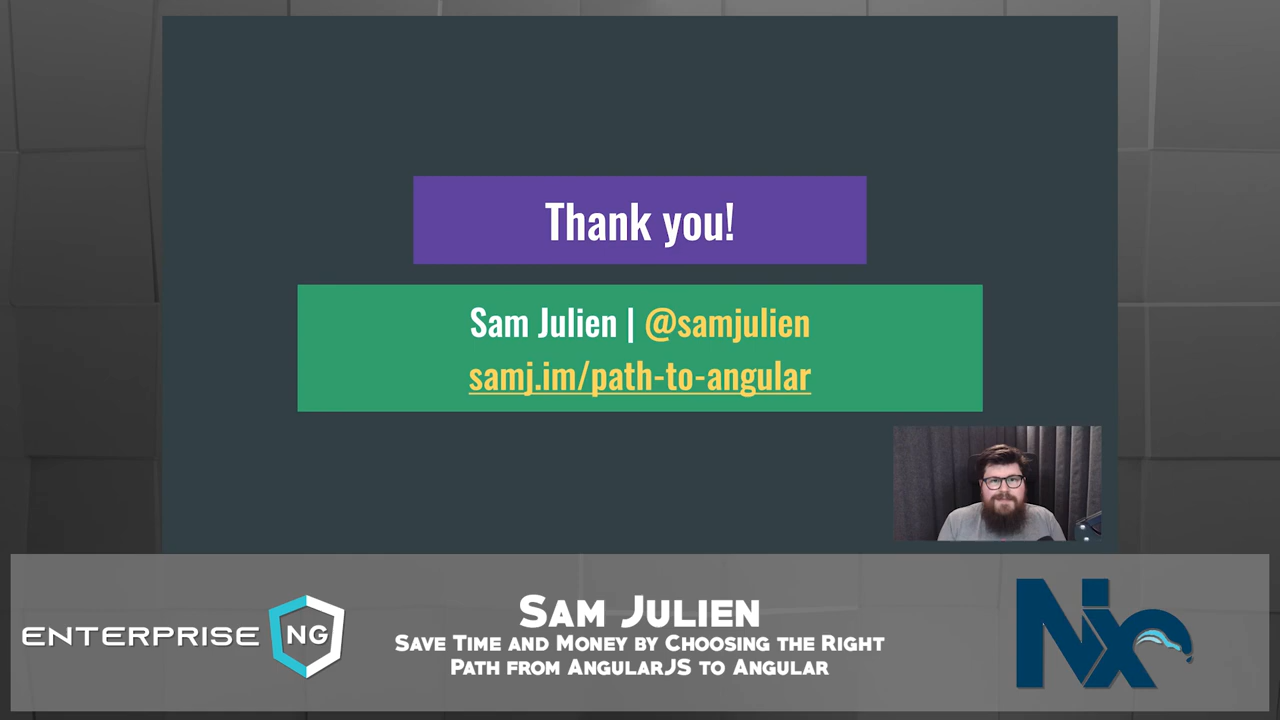 Thank you!
Sam Julien | @samjulien
samj.im/path-to-angular
ENTERPRISE NG
Sam Julien
Save Time and Money by Choosing the Right
Path from AngularJS to Angular
Nx